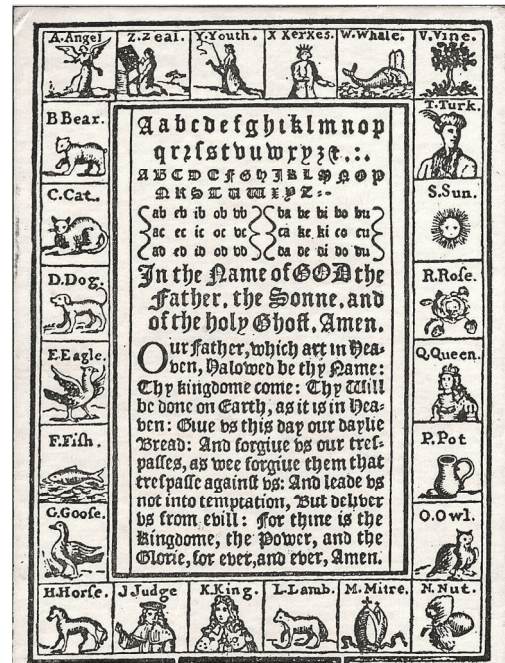 A.Angel Z.Zeal. Y.Youth. X Xerxes. W.Whale. V.Vine.
T.Turk.
B Bear.
S.Sun.
C.Cat.
R.Roſe.
D.Dog.
Q.Queen.
E.Eagle.
P.Pot
F.Fiſh.
O.Owl.
G.Gooſe.
Aabcdefghiklmnop
qrꝛſstvuwxyz&.:.
ABCDEFGHIKLMNOP
QRSTUWXYZ
ab eb ib ob vb ba be bi bo bu
ac ec ic oc vc ca ke ki co cu
ad ed id od vd da de di do du
In the Name of GOD the
Father, the Sonne, and
of the holy Ghoſt. Amen.
Our father, which art in Hea-
ven, Halowed be thy Name:
Thy kingdome come: Thy Will
be done on Earth, as it is in Hea-
ven: Giue vs this day our daylie
Bread: And forgiue vs our treſ-
paſſes, as wee forgiue them that
treſpaſſe againſt vs: And leade vs
not into temptation, But deliver
vs from evill: For thine is the
Kingdome, the Power, and the
Glorie, for ever, and ever, Amen.
H.Horſe. J Judge K.King. L.Lamb. M.Mitre. N.Nut.